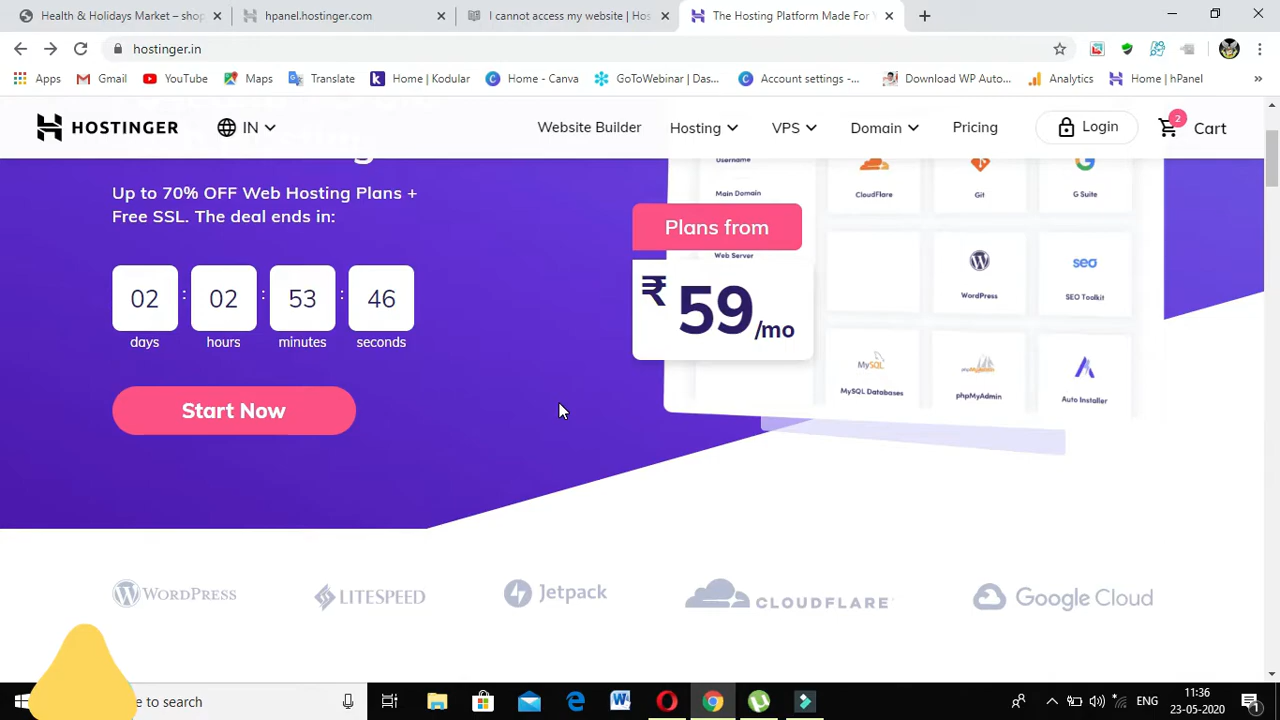 Health & Holidays Market – shop
hpanel.hostinger.com
I cannot access my website | Hos
The Hosting Platform Made For Y
hostinger.in
Apps
Gmail
YouTube
Maps
Translate
Home | Kodular
Home - Canva
GoToWebinar | Das...
Account settings -...
Download WP Auto...
Analytics
Home | hPanel
HOSTINGER
IN
Website Builder
Hosting
VPS
Domain
Pricing
Login
2
Cart
Up to 70% OFF Web Hosting Plans +
Free SSL. The deal ends in:
02 : 02 : 53 : 46
days hours minutes seconds
Start Now
Username
Main Domain
Web Server
Plans from
₹ 59 /mo
CloudFlare
Git
G Suite
WordPress
seo
SEO Toolkit
MySQL
MySQL Databases
phpMyAdmin
Auto Installer
WORDPRESS
LITESPEED
Jetpack
CLOUDFLARE
Google Cloud
e to search
ENG
11:36
23-05-2020
1